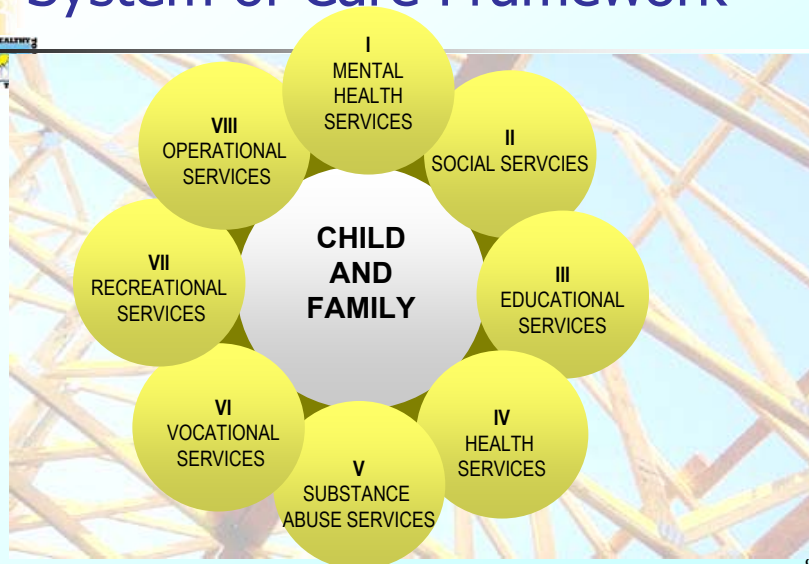 System of Care Framework
EALTHY
I
MENTAL
HEALTH
SERVICES
II
SOCIAL SERVCIES
III
EDUCATIONAL
SERVICES
IV
HEALTH
SERVICES
V
SUBSTANCE
ABUSE SERVICES
VI
VOCATIONAL
SERVICES
VII
RECREATIONAL
SERVICES
VIII
OPERATIONAL
SERVICES
CHILD
AND
FAMILY